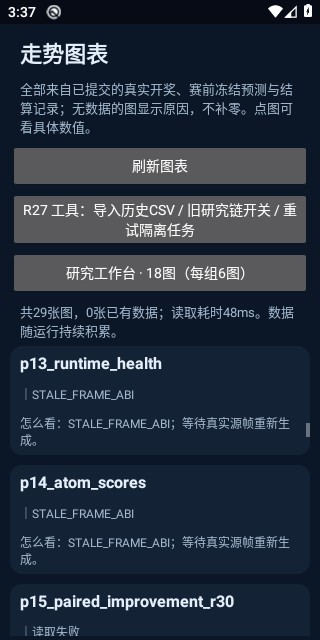 3:37
走势图表
全部来自已提交的真实开奖、赛前冻结预测与结
算记录；无数据的图显示原因，不补零。点图可
看具体数值。
刷新图表
R27 工具：导入历史CSV / 旧研究链开关 / 重
试隔离任务
研究工作台 · 18图（每组6图）
共29张图，0张已有数据；读取耗时48ms。数据
随运行持续积累。
p13_runtime_health
｜STALE_FRAME_ABI
怎么看：STALE_FRAME_ABI；等待真实源帧重新生
成。
p14_atom_scores
｜STALE_FRAME_ABI
怎么看：STALE_FRAME_ABI；等待真实源帧重新生
成。
p15_paired_improvement_r30
｜读取失败